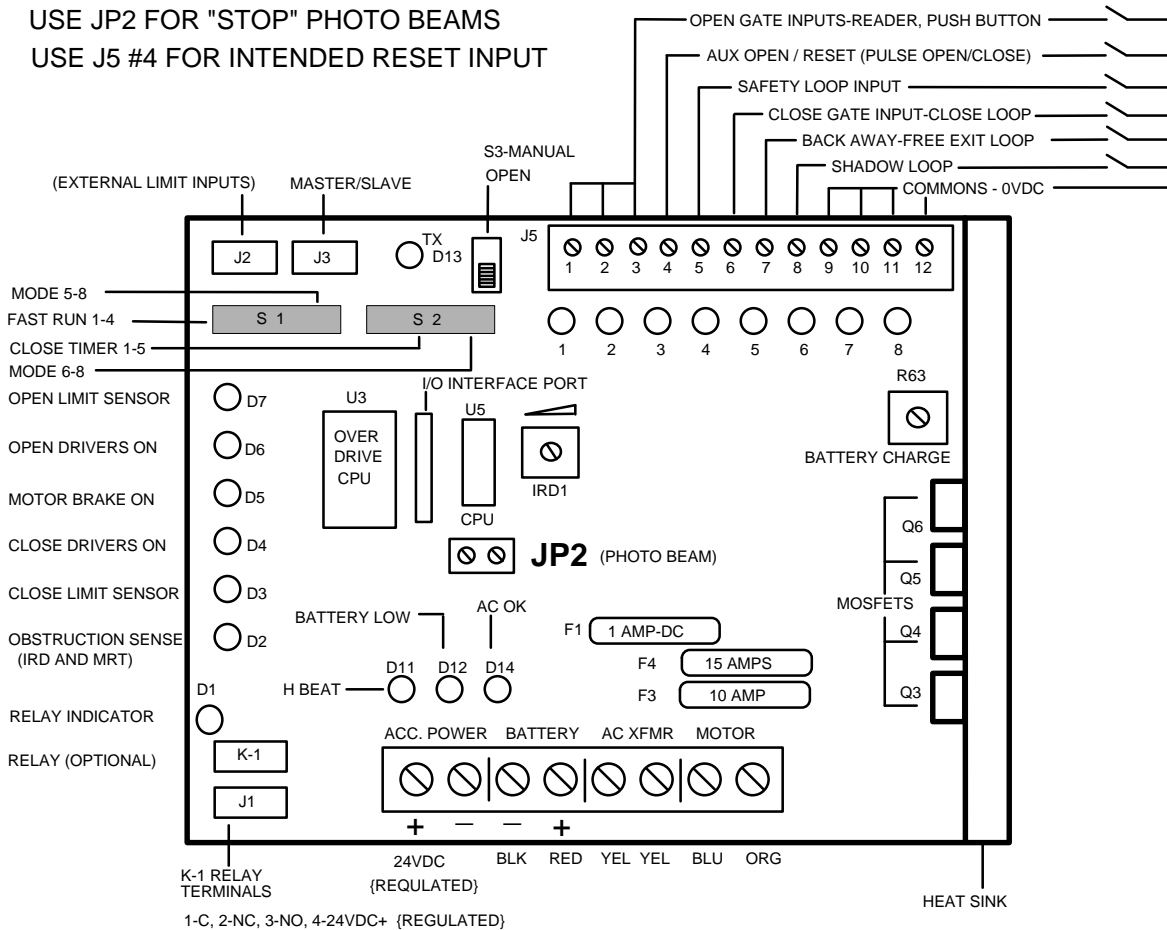 USE JP2 FOR "STOP" PHOTO BEAMS
USE J5 #4 FOR INTENDED RESET INPUT
OPEN GATE INPUTS-READER, PUSH BUTTON
AUX OPEN / RESET (PULSE OPEN/CLOSE)
SAFETY LOOP INPUT
CLOSE GATE INPUT-CLOSE LOOP
BACK AWAY-FREE EXIT LOOP
SHADOW LOOP
COMMONS - 0VDC
S3-MANUAL
OPEN
(EXTERNAL LIMIT INPUTS)
MASTER/SLAVE
J2
J3
TX
D13
J5
1 2 3 4 5 6 7 8 9 10 11 12
MODE 5-8
FAST RUN 1-4
CLOSE TIMER 1-5
MODE 6-8
S 1
S 2
1 2 3 4 5 6 7 8
OPEN LIMIT SENSOR
D7
OPEN DRIVERS ON
D6
MOTOR BRAKE ON
D5
CLOSE DRIVERS ON
D4
CLOSE LIMIT SENSOR
D3
OBSTRUCTION SENSE
(IRD AND MRT)
D2
I/O INTERFACE PORT
U3
OVER
DRIVE
CPU
U5
CPU
IRD1
R63
BATTERY CHARGE
JP2 (PHOTO BEAM)
Q6
Q5
MOSFETS
Q4
Q3
BATTERY LOW
AC OK
H BEAT
D11 D12 D14
F1 1 AMP-DC
F4 15 AMPS
F3 10 AMP
D1
RELAY INDICATOR
RELAY (OPTIONAL)
K-1
J1
ACC. POWER BATTERY AC XFMR MOTOR
+ — — +
24VDC
{REQULATED}
BLK RED YEL YEL BLU ORG
K-1 RELAY
TERMINALS
1-C, 2-NC, 3-NO, 4-24VDC+ {REGULATED}
HEAT SINK